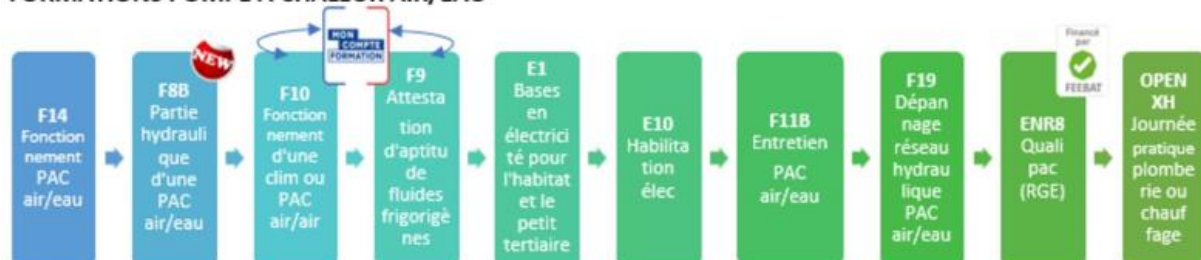 FORMATIONS POMPE A CHALEUR AIR/EAU
MON
COMPTE
FORMATION
NEW
Financé
par
FEEBAT
F14
Fonction
nement
PAC
air/eau
F8B
Partie
hydrauli
que
d'une
PAC
air/eau
F10
Fonction
nement
d'une
clim ou
PAC
air/air
F9
Attesta
tion
d'aptitu
de
fluides
frigorigè
nes
E1
Bases
en
électrici
té pour
l'habitat
et le
petit
tertiaire
E10
Habilita
tion
élec
F11B
Entretien
PAC
air/eau
F19
Dépan
nage
réseau
hydrau
lique
PAC
air/eau
ENR8
Quali
pac
(RGE)
OPEN
XH
Journée
pratique
plombe
rie ou
chauf
fage